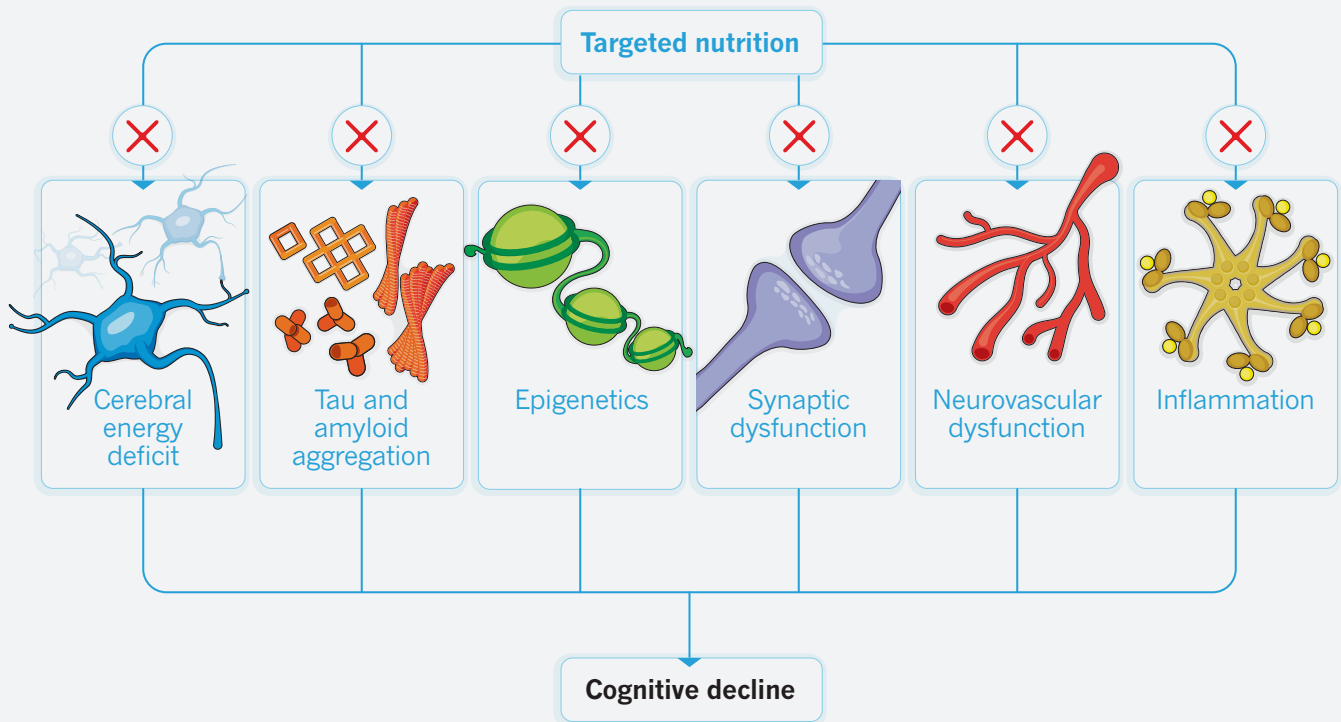 Targeted nutrition
Cerebral
energy
deficit
Tau and
amyloid
aggregation
Epigenetics
Synaptic
dysfunction
Neurovascular
dysfunction
Inflammation
Cognitive decline